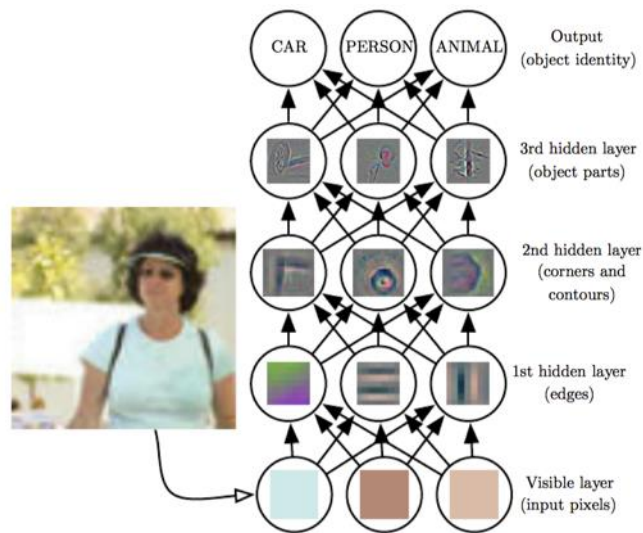 CAR PERSON ANIMAL
Output
(object identity)
3rd hidden layer
(object parts)
2nd hidden layer
(corners and
contours)
1st hidden layer
(edges)
Visible layer
(input pixels)